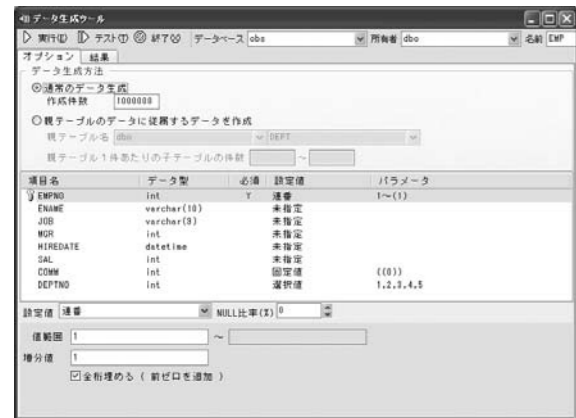 データ生成ツール
実行(E) テスト(T) 終了(X) データベース obs 所有者 dbo 名前 EMP
オプション 結果
データ生成方法
通常のデータ生成
作成件数 1000000
親テーブルのデータに従属するデータを作成
親テーブル名 dbo DEPT
親テーブル1件あたりの子テーブルの件数 ～
項目名 データ型 必須 設定値 パラメータ
EMPNO int Y 連番 1～(1)
ENAME varchar(10) 未指定
JOB varchar(9) 未指定
MGR int 未指定
HIREDATE datetime 未指定
SAL int 未指定
COMM int 固定値 ((0))
DEPTNO int 選択値 1,2,3,4,5
設定値 連番 NULL比率(%) 0
値範囲 1 ～
増分値 1
全桁埋める ( 前ゼロを追加 )